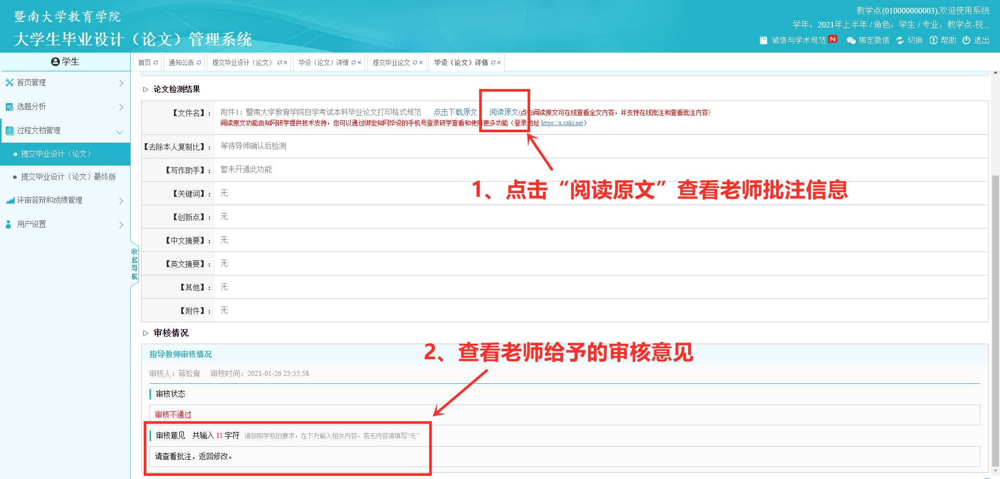 暨南大学教育学院
大学生毕业设计（论文）管理系统
教学点(010000000003),欢迎使用系统
学年：2021年上半年 / 角色：学生 / 专业：教学点-视...
诚信与学术规范 N 绑定微信 切换 帮助 退出
学生
首页 通知公告 提交毕业设计（论文） 毕设（论文）详情 提交毕业论文 毕设（论文）详情
首页管理
选题分析
过程文档管理
提交毕业设计（论文）
提交毕业设计（论文）最终版
评审答辩和成绩管理
用户设置
收起导航
论文检测结果
【文件名】： 附件1：暨南大学教育学院自学考试本科毕业论文打印格式规范 点击下载原文 阅读原文(点击阅读原文可在线查看全文内容，并支持在线批注和查看批注内容)
阅读原文功能由知网研学提供技术支持，您可以通过绑定知网毕设的手机号登录研学查看和使用更多功能（登录地址 https://x.cnki.net）
【去除本人复制比】： 等待导师确认后检测
【写作助手】： 暂未开通此功能
1、点击“阅读原文”查看老师批注信息
【关键词】： 无
【创新点】： 无
【中文摘要】： 无
【英文摘要】： 无
【其他】： 无
【附件】： 无
审核情况
2、查看老师给予的审核意见
指导教师审核情况
审核人：蒋松育 审核时间：2021-01-26 23:55:58
审核状态
审核不通过
审核意见 共输入 11 字符 请按照学校的要求，在下方输入相关内容，若无内容请填写“无”
请查看批注，返回修改。